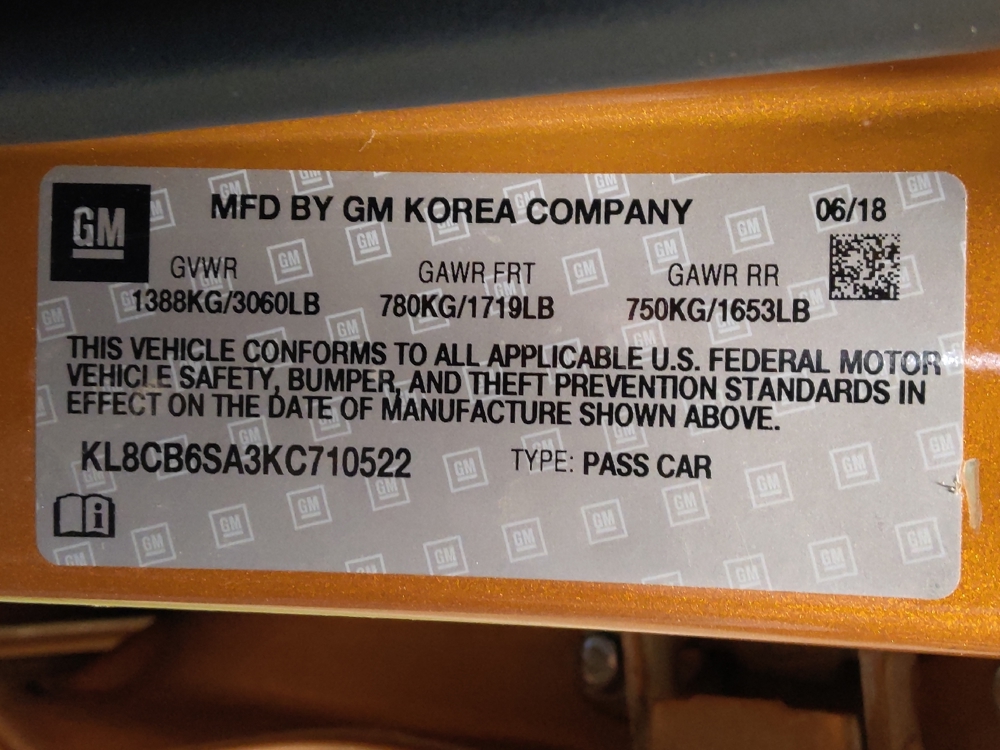 GM
MFD BY GM KOREA COMPANY
06/18
GVWR GAWR FRT GAWR RR
1388KG/3060LB 780KG/1719LB 750KG/1653LB
THIS VEHICLE CONFORMS TO ALL APPLICABLE U.S. FEDERAL MOTOR
VEHICLE SAFETY, BUMPER, AND THEFT PREVENTION STANDARDS IN
EFFECT ON THE DATE OF MANUFACTURE SHOWN ABOVE.
KL8CB6SA3KC710522 TYPE: PASS CAR
i